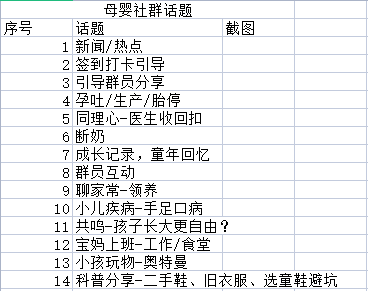 母婴社群话题
序号 话题 截图
1 新闻/热点
2 签到打卡引导
3 引导群员分享
4 孕吐/生产/胎停
5 同理心-医生收回扣
6 断奶
7 成长记录，童年回忆
8 群员互动
9 聊家常-领养
10 小儿疾病-手足口病
11 共鸣-孩子长大更自由？
12 宝妈上班-工作/食堂
13 小孩玩物-奥特曼
14 科普分享-二手鞋、旧衣服、选童鞋避坑